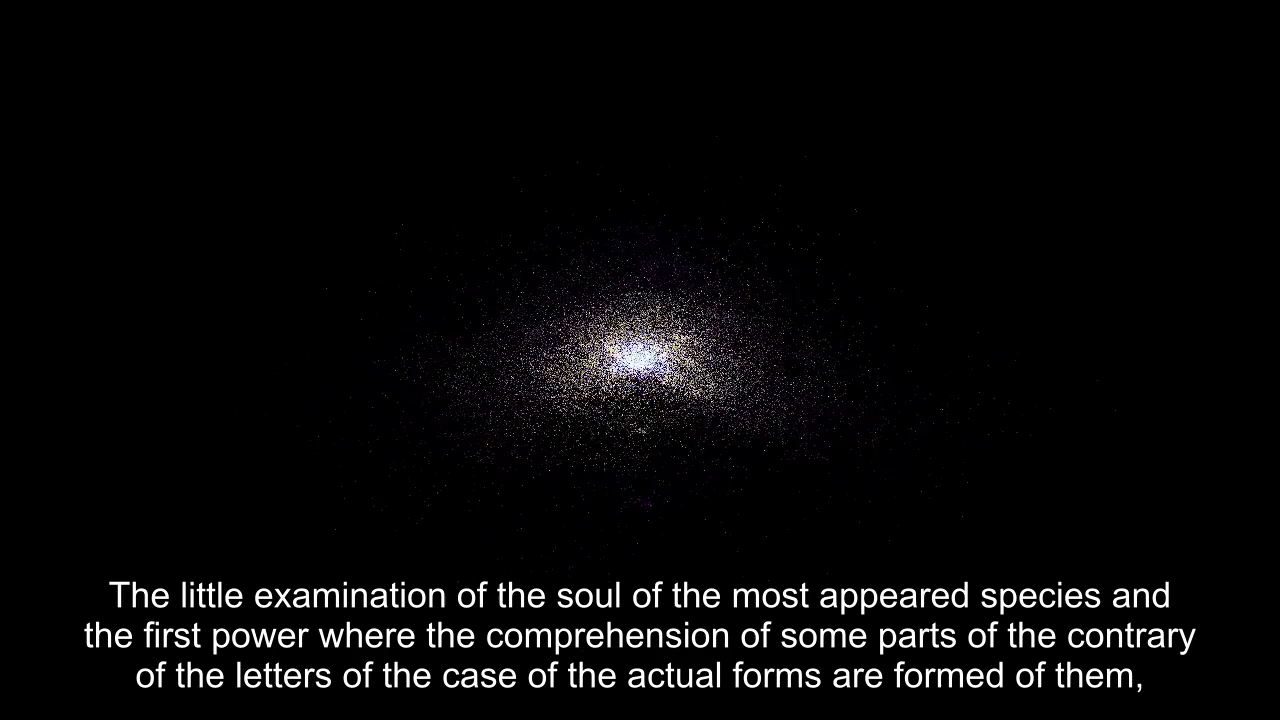 The little examination of the soul of the most appeared species and
the first power where the comprehension of some parts of the contrary
of the letters of the case of the actual forms are formed of them,